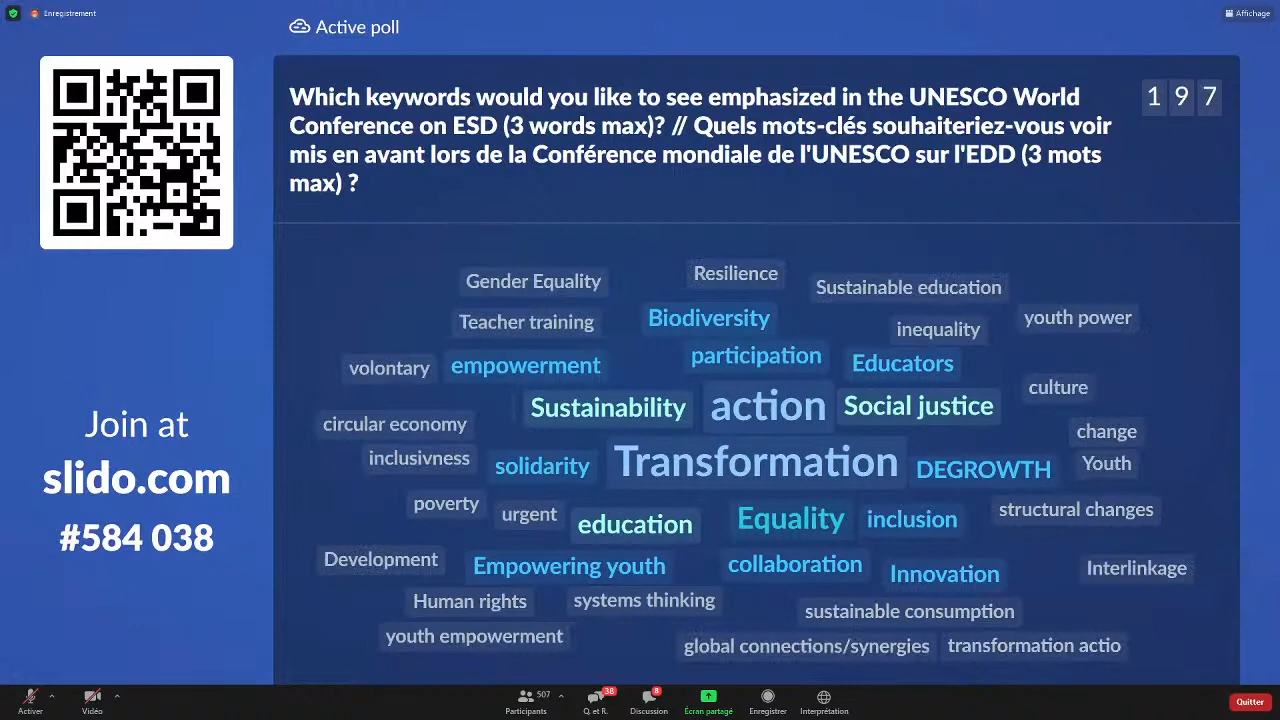 Enregistrement
Affichage
Active poll
Which keywords would you like to see emphasized in the UNESCO World
Conference on ESD (3 words max)? // Quels mots-clés souhaiteriez-vous voir
mis en avant lors de la Conférence mondiale de l'UNESCO sur l'EDD (3 mots
max) ?
197
Join at
slido.com
#584 038
Gender Equality
Resilience
Sustainable education
Teacher training
Biodiversity
inequality
youth power
volontary
empowerment
participation
Educators
culture
circular economy
Sustainability
action
Social justice
change
inclusivness
solidarity
Transformation
DEGROWTH
Youth
poverty
urgent
education
Equality
inclusion
structural changes
Development
Empowering youth
collaboration
Innovation
Interlinkage
Human rights
systems thinking
sustainable consumption
youth empowerment
global connections/synergies
transformation actio
Activer
Vidéo
507
Participants
38
Q. et R.
8
Discussion
Écran partagé
Enregistrer
Interprétation
Quitter